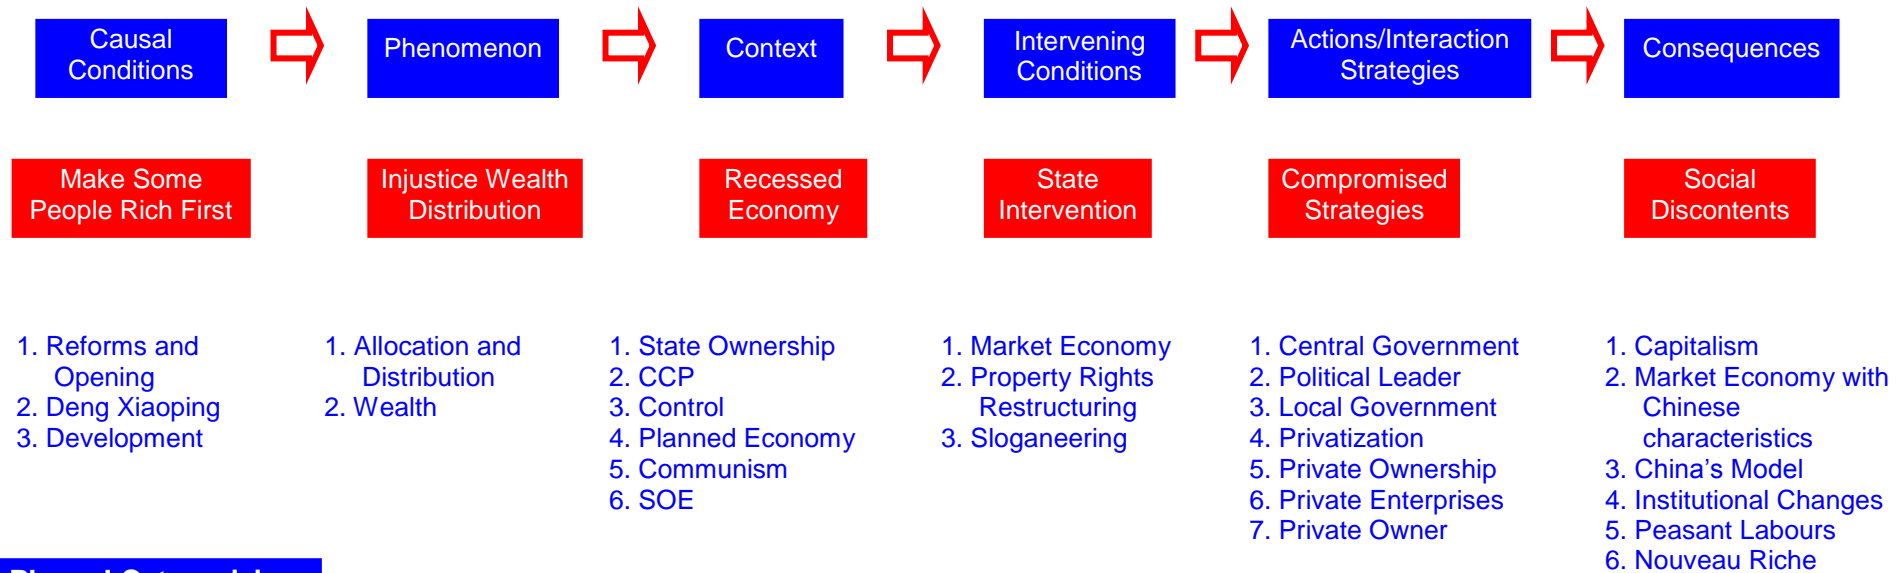 Causal
Conditions
Phenomenon
Context
Intervening
Conditions
Actions/Interaction
Strategies
Consequences
Make Some
People Rich First
Injustice Wealth
Distribution
Recessed
Economy
State
Intervention
Compromised
Strategies
Social
Discontents
1. Reforms and
Opening
2. Deng Xiaoping
3. Development
1. Allocation and
Distribution
2. Wealth
1. State Ownership
2. CCP
3. Control
4. Planned Economy
5. Communism
6. SOE
1. Market Economy
2. Property Rights
Restructuring
3. Sloganeering
1. Central Government
2. Political Leader
3. Local Government
4. Privatization
5. Private Ownership
6. Private Enterprises
7. Private Owner
1. Capitalism
2. Market Economy with
Chinese
characteristics
3. China’s Model
4. Institutional Changes
5. Peasant Labours
6. Nouveau Riche